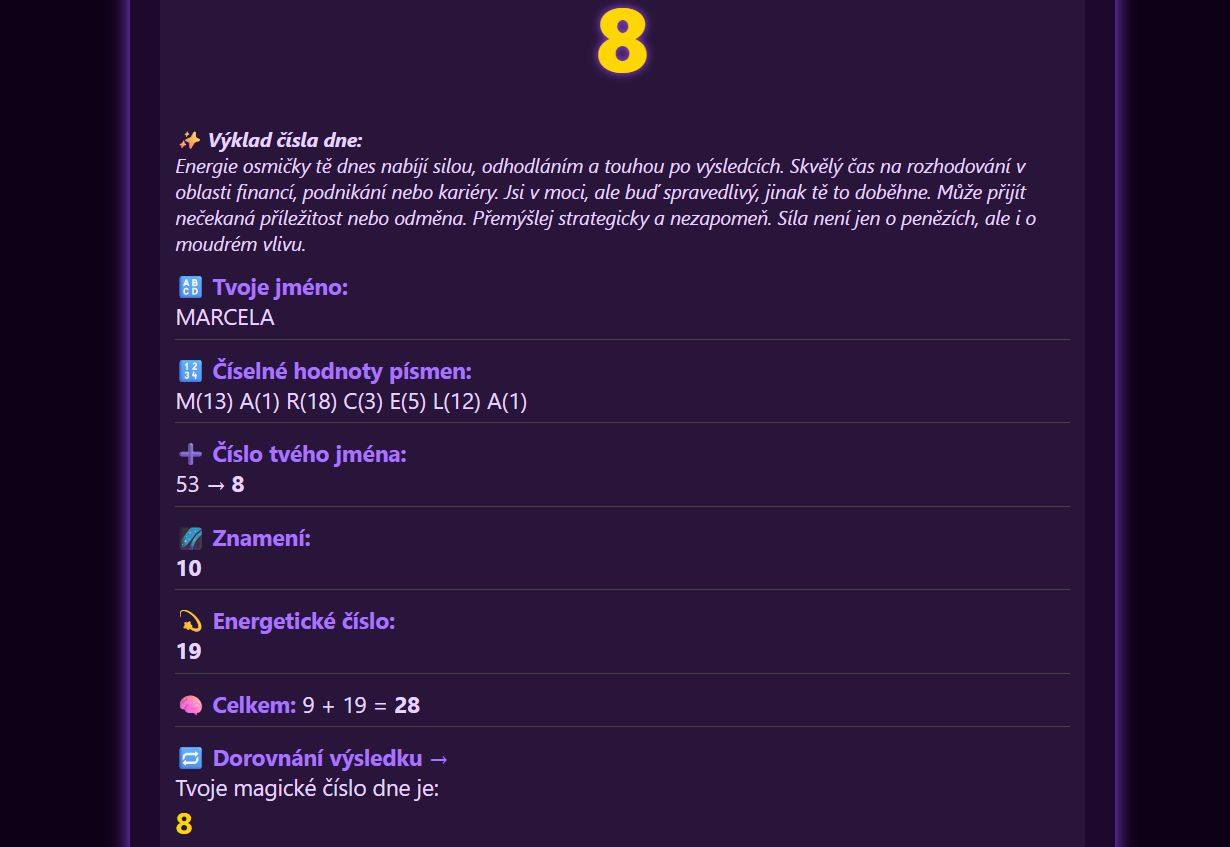 8
Výklad čísla dne:
Energie osmičky tě dnes nabíjí silou, odhodláním a touhou po výsledcích. Skvělý čas na rozhodování v
oblasti financí, podnikání nebo kariéry. Jsi v moci, ale buď spravedlivý, jinak tě to doběhne. Může přijít
nečekaná příležitost nebo odměna. Přemýšlej strategicky a nezapomeň. Síla není jen o penězích, ale i o
moudrém vlivu.
Tvoje jméno:
MARCELA
Číselné hodnoty písmen:
M(13) A(1) R(18) C(3) E(5) L(12) A(1)
Číslo tvého jména:
53 → 8
Znamení:
10
Energetické číslo:
19
Celkem: 9 + 19 = 28
Dorovnání výsledku →
Tvoje magické číslo dne je:
8